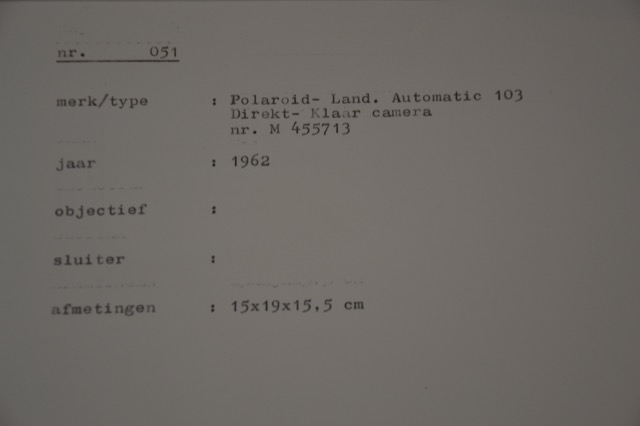 nr. 051
merk/type : Polaroid- Land. Automatic 103
Direkt- Klaar camera
nr. M 455713
jaar : 1962
objectief :
sluiter :
afmetingen : 15x19x15,5 cm